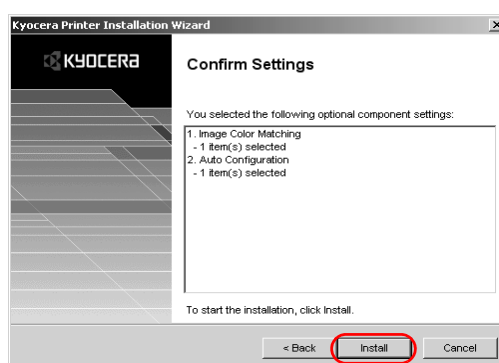 Kyocera Printer Installation Wizard
KYOCERA
Confirm Settings
You selected the following optional component settings:
1. Image Color Matching
- 1 item(s) selected
2. Auto Configuration
- 1 item(s) selected
To start the installation, click Install.
< Back
Install
Cancel